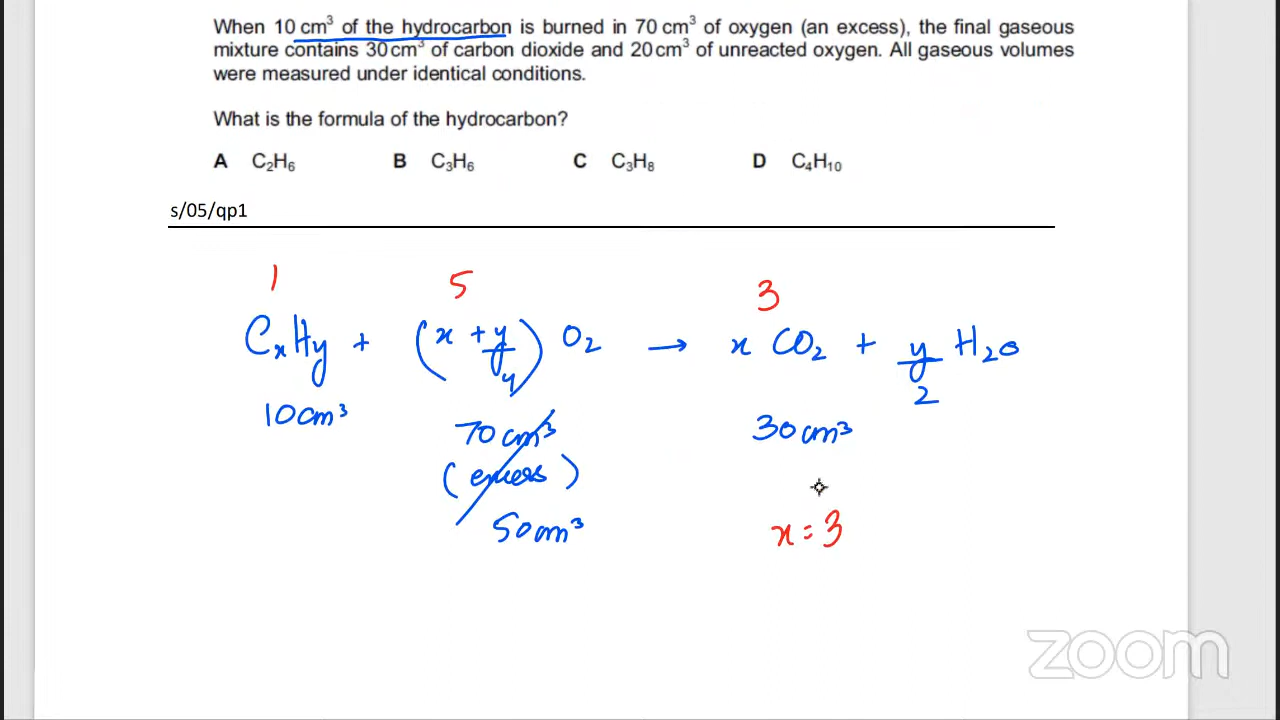 When 10 cm³ of the hydrocarbon is burned in 70 cm³ of oxygen (an excess), the final gaseous
mixture contains 30 cm³ of carbon dioxide and 20 cm³ of unreacted oxygen. All gaseous volumes
were measured under identical conditions.
What is the formula of the hydrocarbon?
A C₂H₆ B C₃H₆ C C₃H₈ D C₄H₁₀
s/05/qp1
1 5 3
CxHy + (x + y/4) O₂ → x CO₂ + y/2 H₂O
10 cm³ 70 cm³ 30 cm³
(excess)
50 cm³ x = 3
zoom